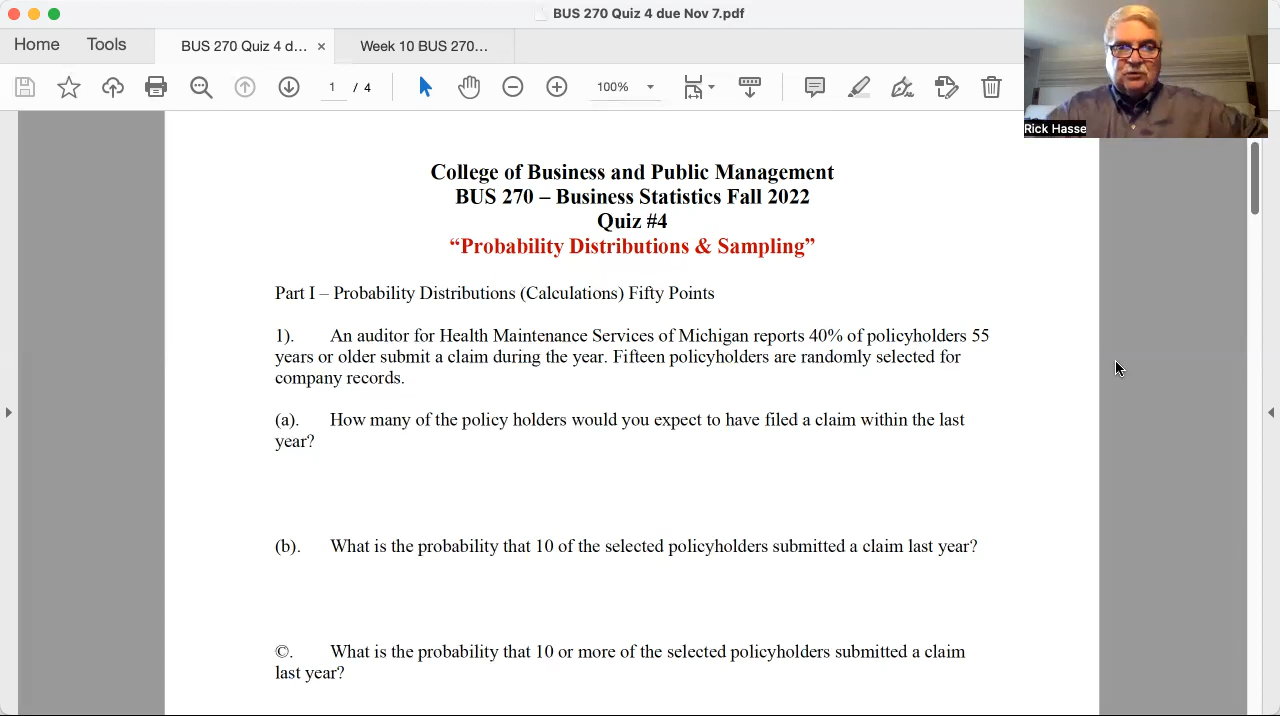 BUS 270 Quiz 4 due Nov 7.pdf
Home Tools BUS 270 Quiz 4 d... × Week 10 BUS 270...
1 / 4 100%
Rick Hasse
College of Business and Public Management
BUS 270 – Business Statistics Fall 2022
Quiz #4
“Probability Distributions & Sampling”
Part I – Probability Distributions (Calculations) Fifty Points
1). An auditor for Health Maintenance Services of Michigan reports 40% of policyholders 55
years or older submit a claim during the year. Fifteen policyholders are randomly selected for
company records.
(a). How many of the policy holders would you expect to have filed a claim within the last
year?
(b). What is the probability that 10 of the selected policyholders submitted a claim last year?
©. What is the probability that 10 or more of the selected policyholders submitted a claim
last year?